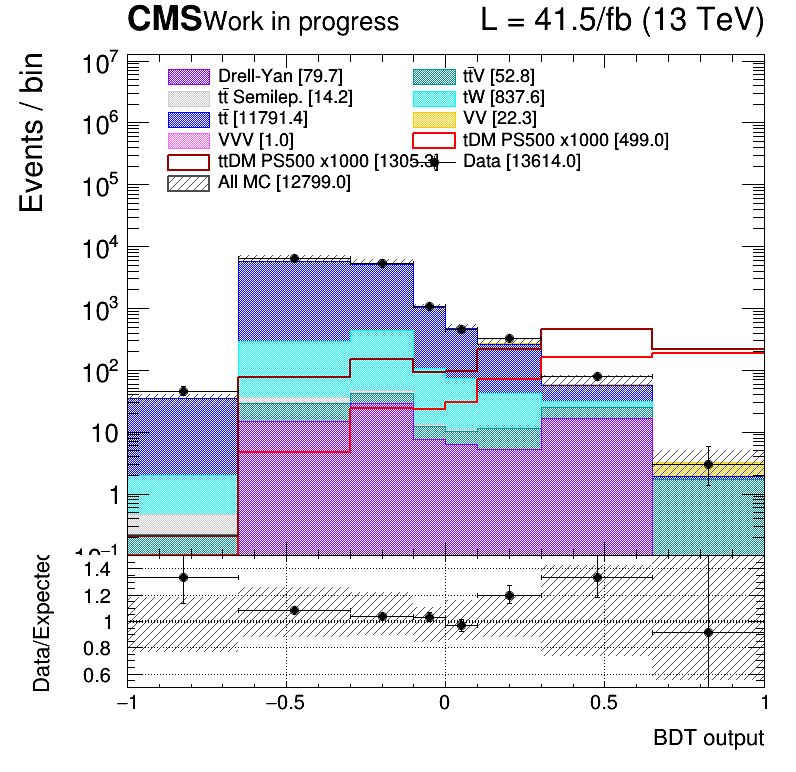 CMS Work in progress L = 41.5/fb (13 TeV)
Events / bin
10⁷
10⁶
10⁵
10⁴
10³
10²
10
1
10⁻¹
Drell-Yan [79.7] tt̄V [52.8]
tt̄ Semilep. [14.2] tW [837.6]
tt̄ [11791.4] VV [22.3]
VVV [1.0] tDM PS500 x1000 [499.0]
ttDM PS500 x1000 [1305.3] Data [13614.0]
All MC [12799.0]
Data/Expected
1.4
1.2
1
0.8
0.6
−1 −0.5 0 0.5 1
BDT output